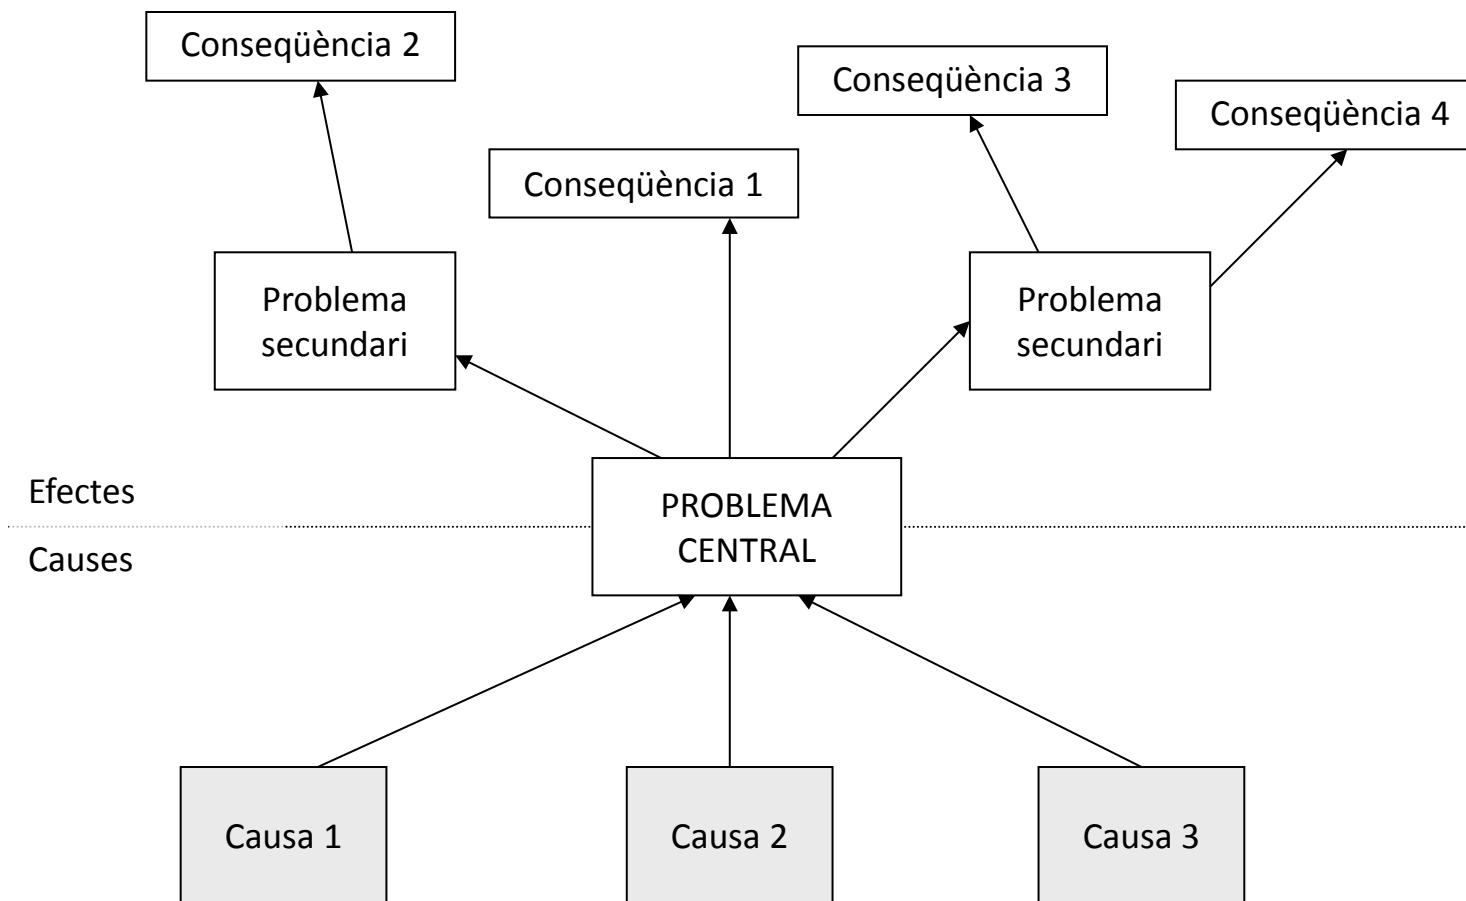 Conseqüència 2
Conseqüència 3
Conseqüència 4
Conseqüència 1
Problema
secundari
Problema
secundari
Efectes
PROBLEMA
CENTRAL
Causes
Causa 1
Causa 2
Causa 3